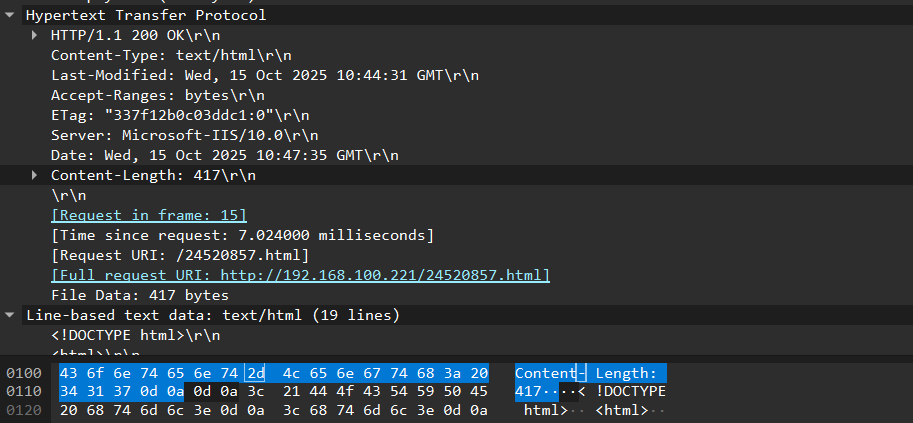 Hypertext Transfer Protocol
HTTP/1.1 200 OK\r\n
Content-Type: text/html\r\n
Last-Modified: Wed, 15 Oct 2025 10:44:31 GMT\r\n
Accept-Ranges: bytes\r\n
ETag: "337f12b0c03ddc1:0"\r\n
Server: Microsoft-IIS/10.0\r\n
Date: Wed, 15 Oct 2025 10:47:35 GMT\r\n
Content-Length: 417\r\n
\r\n
[Request in frame: 15]
[Time since request: 7.024000 milliseconds]
[Request URI: /24520857.html]
[Full request URI: http://192.168.100.221/24520857.html]
File Data: 417 bytes
Line-based text data: text/html (19 lines)
<!DOCTYPE html>\r\n
<html>\r\n
0100 43 6f 6e 74 65 6e 74 2d 4c 65 6e 67 74 68 3a 20 Content- Length:
0110 34 31 37 0d 0a 0d 0a 3c 21 44 4f 43 54 59 50 45 417····< !DOCTYPE
0120 20 68 74 6d 6c 3e 0d 0a 3c 68 74 6d 6c 3e 0d 0a html>·· <html>··